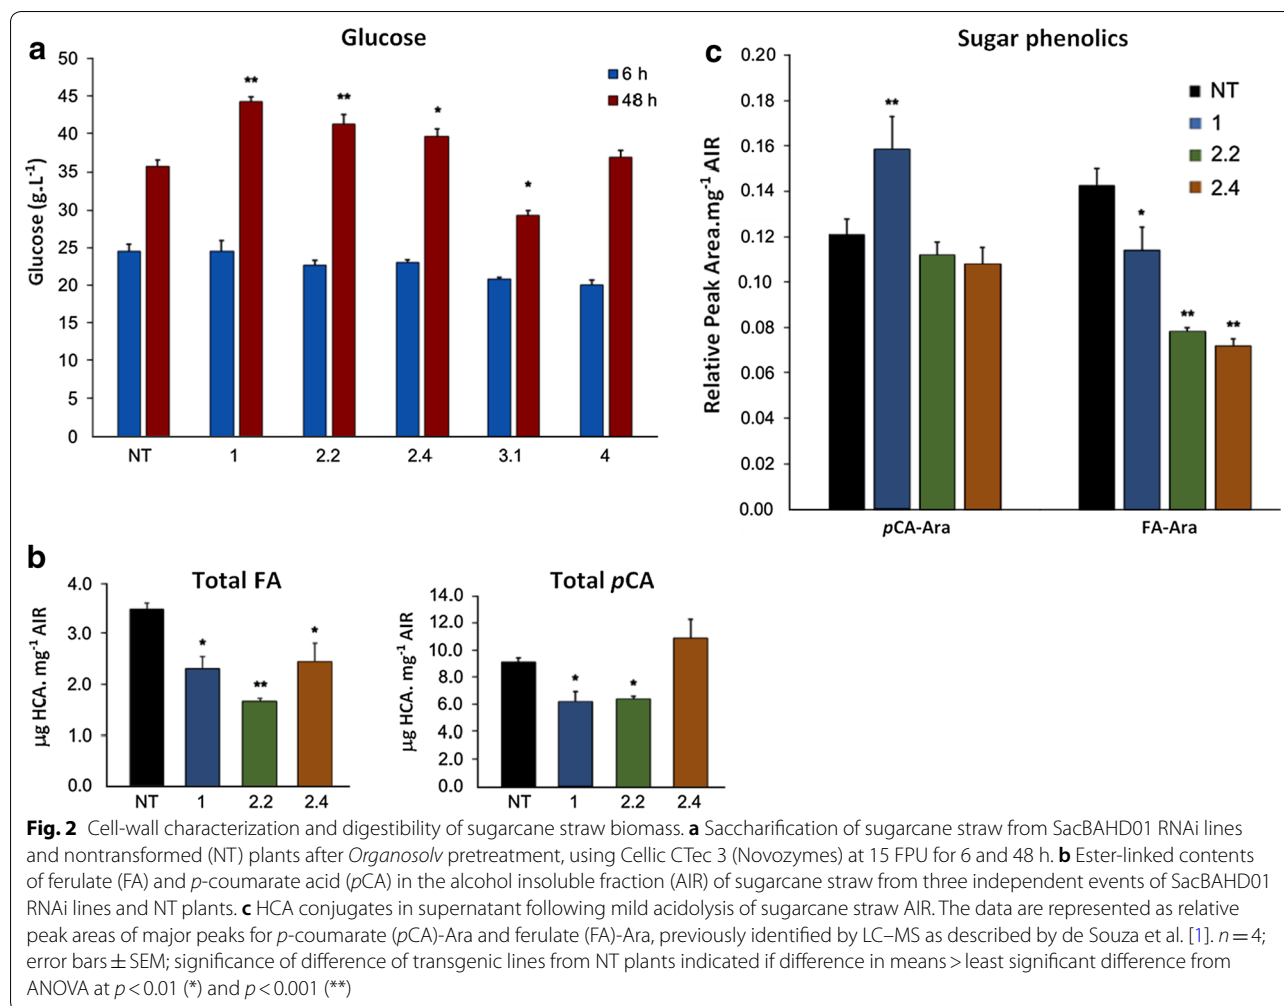 a
Glucose
50
45
40
35
30
25
20
15
10
5
0
Glucose (g.L-1)
6 h
48 h
**
**
*
*
NT 1 2.2 2.4 3.1 4
c
Sugar phenolics
0.20
0.18
0.16
0.14
0.12
0.10
0.08
0.06
0.04
0.02
0.00
Relative Peak Area.mg-1 AIR
NT
1
2.2
2.4
**
*
**
**
pCA-Ara FA-Ara
b
Total FA
4.0
3.0
2.0
1.0
0.0
µg HCA. mg-1 AIR
*
**
*
NT 1 2.2 2.4
Total pCA
14.0
12.0
10.0
8.0
6.0
4.0
2.0
0.0
µg HCA. mg-1 AIR
*
*
NT 1 2.2 2.4
Fig. 2 Cell-wall characterization and digestibility of sugarcane straw biomass. a Saccharification of sugarcane straw from SacBAHD01 RNAi lines
and nontransformed (NT) plants after Organosolv pretreatment, using Cellic CTec 3 (Novozymes) at 15 FPU for 6 and 48 h. b Ester-linked contents
of ferulate (FA) and p-coumarate acid (pCA) in the alcohol insoluble fraction (AIR) of sugarcane straw from three independent events of SacBAHD01
RNAi lines and NT plants. c HCA conjugates in supernatant following mild acidolysis of sugarcane straw AIR. The data are represented as relative
peak areas of major peaks for p-coumarate (pCA)-Ara and ferulate (FA)-Ara, previously identified by LC–MS as described by de Souza et al. [1]. n = 4;
error bars ± SEM; significance of difference of transgenic lines from NT plants indicated if difference in means > least significant difference from
ANOVA at p < 0.01 (*) and p < 0.001 (**)